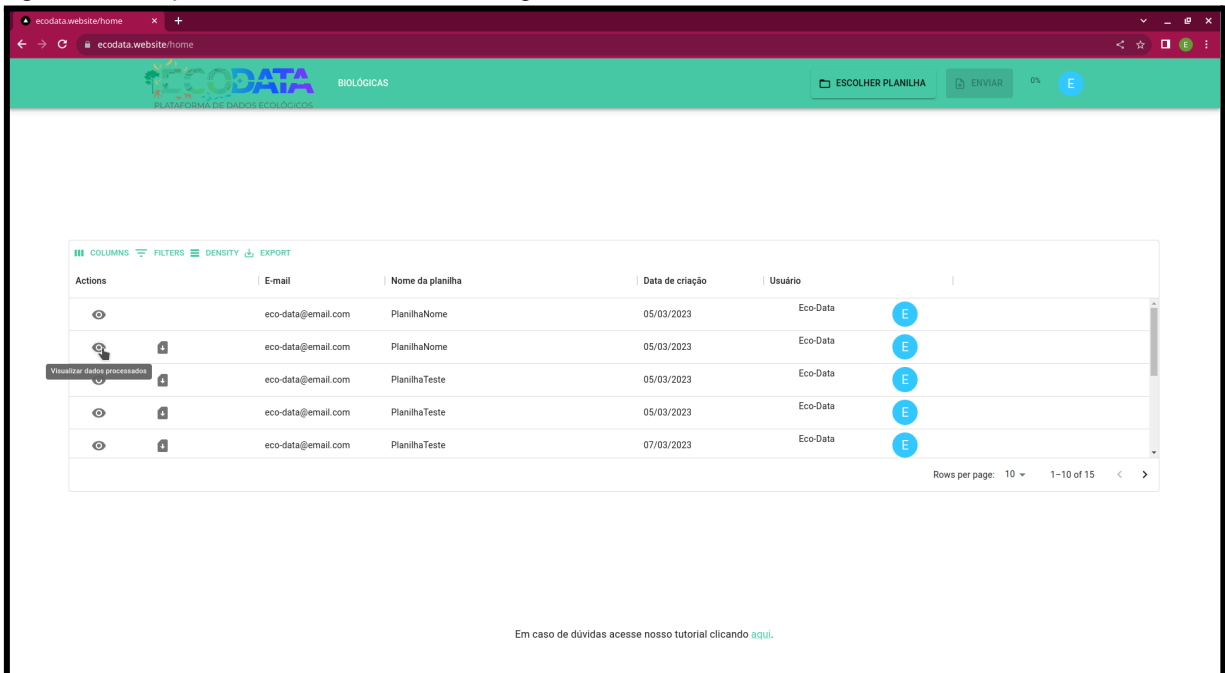 ecodata.website/home
ecodata.website/home
E
ECODATA
PLATAFORMA DE DADOS ECOLÓGICOS
BIOLÓGICAS
ESCOLHER PLANILHA
ENVIAR
0%
E
COLUMNS FILTERS DENSITY EXPORT
Actions E-mail Nome da planilha Data de criação Usuário
eco-data@email.com PlanilhaNome 05/03/2023 Eco-Data E
eco-data@email.com PlanilhaNome 05/03/2023 Eco-Data E
Visualizar dados processados
eco-data@email.com PlanilhaTeste 05/03/2023 Eco-Data E
eco-data@email.com PlanilhaTeste 05/03/2023 Eco-Data E
eco-data@email.com PlanilhaTeste 07/03/2023 Eco-Data E
Rows per page: 10 1–10 of 15
Em caso de dúvidas acesse nosso tutorial clicando aqui.